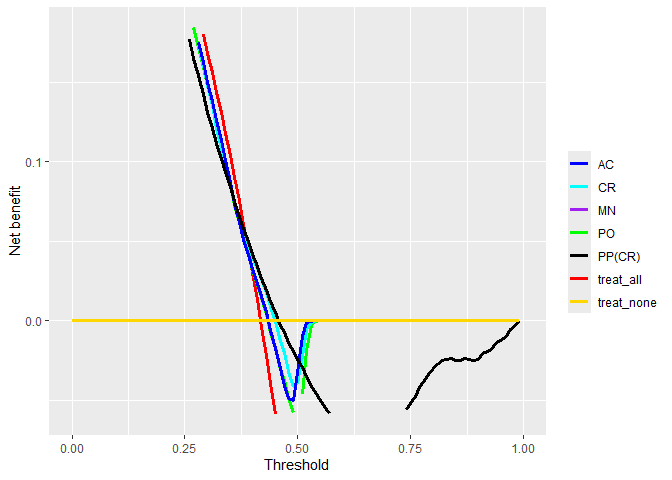 Net benefit
0.1
0.0
0.00
0.25
0.50
0.75
1.00
Threshold
AC
CR
MN
PO
PP(CR)
treat_all
treat_none